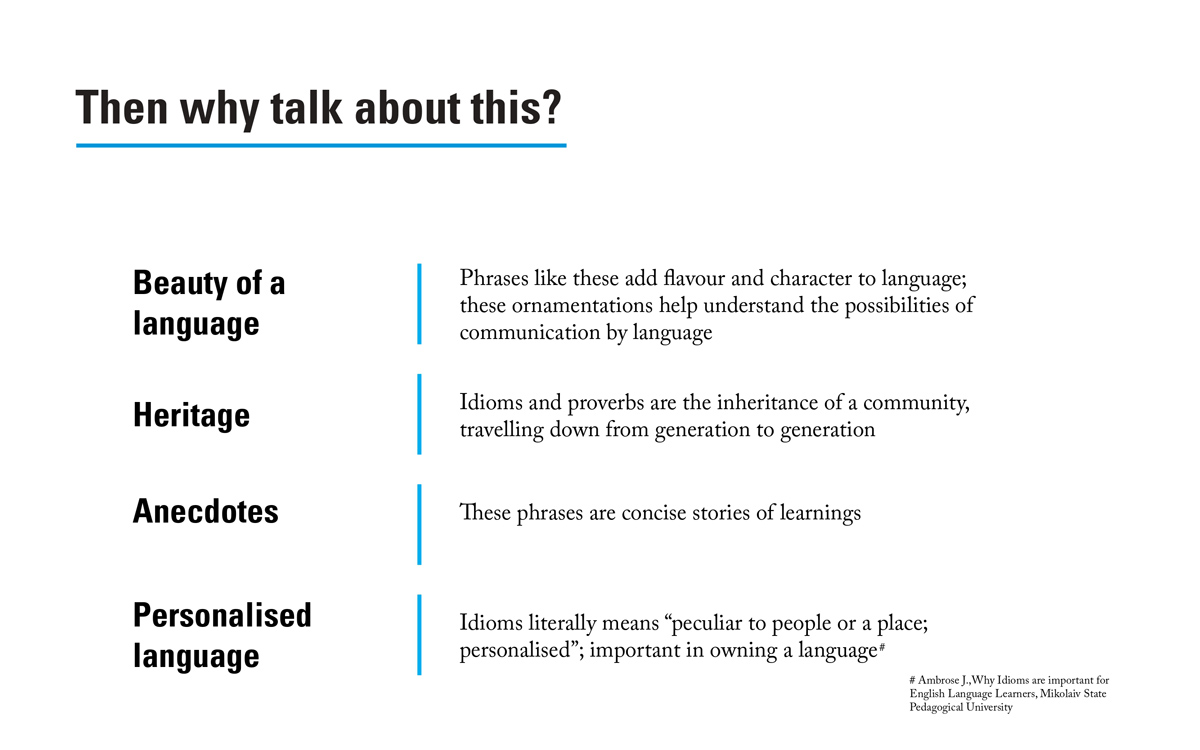 Then why talk about this?
Beauty of a
language
Phrases like these add flavour and character to language;
these ornamentations help understand the possibilities of
communication by language
Heritage
Idioms and proverbs are the inheritance of a community,
travelling down from generation to generation
Anecdotes
These phrases are concise stories of learnings
Personalised
language
Idioms literally means “peculiar to people or a place;
personalised”; important in owning a language#
# Ambrose J.,Why Idioms are important for
English Language Learners, Mikolaiv State
Pedagogical University